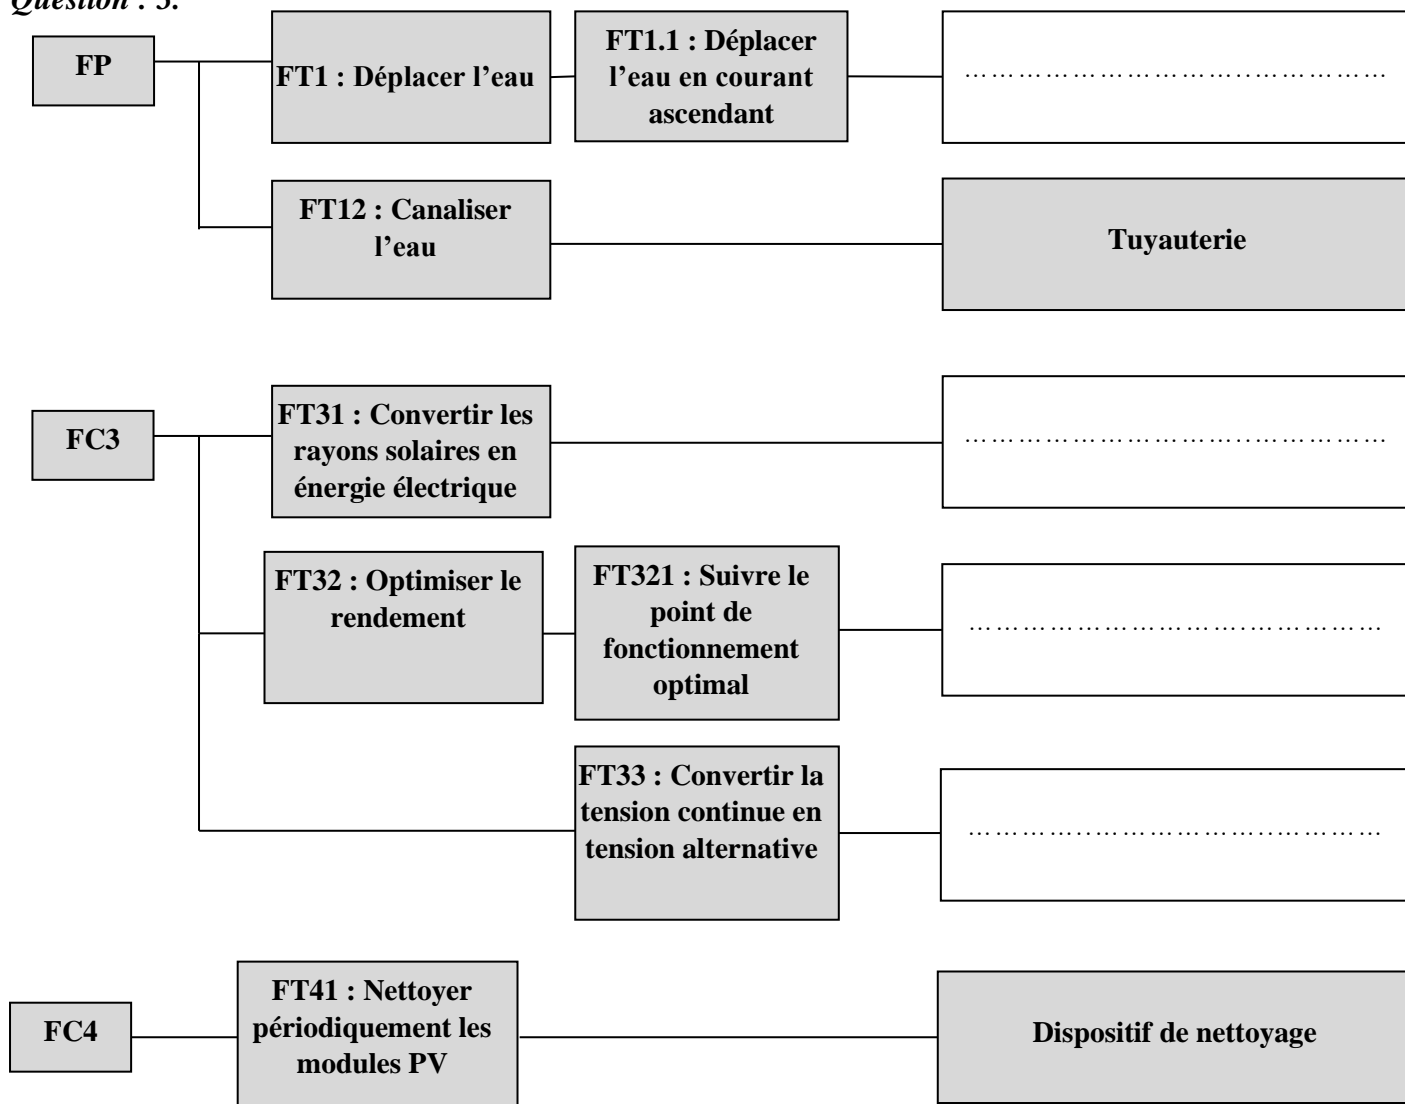 Question : 3.
FP
FT1 : Déplacer l’eau
FT1.1 : Déplacer
l’eau en courant
ascendant
……………………………..……………
FT12 : Canaliser
l’eau
Tuyauterie
FC3
FT31 : Convertir les
rayons solaires en
énergie électrique
……………………………..……………
FT32 : Optimiser le
rendement
FT321 : Suivre le
point de
fonctionnement
optimal
………………………….……………
FT33 : Convertir la
tension continue en
tension alternative
…………..………………..…………
FC4
FT41 : Nettoyer
périodiquement les
modules PV
Dispositif de nettoyage